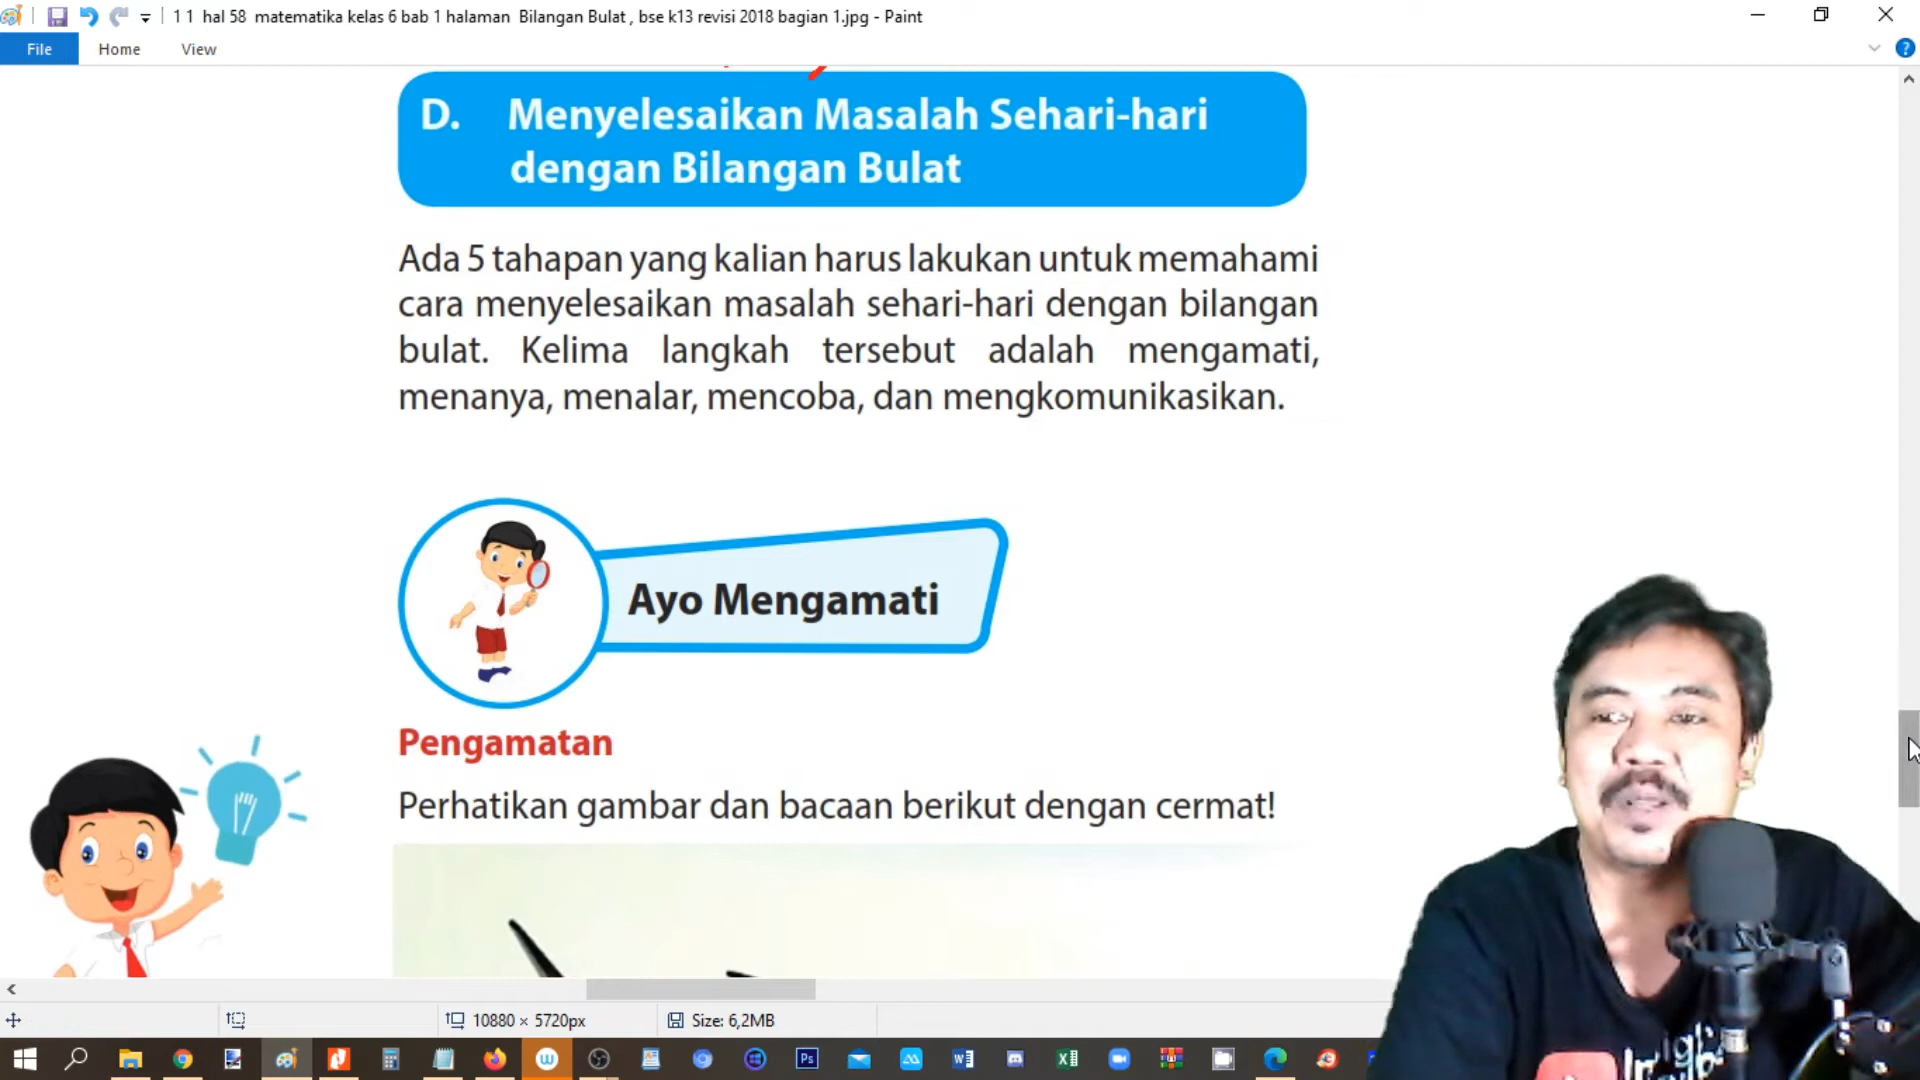 1 1 hal 58 matematika kelas 6 bab 1 halaman Bilangan Bulat , bse k13 revisi 2018 bagian 1.jpg - Paint
File Home View
D. Menyelesaikan Masalah Sehari-hari
dengan Bilangan Bulat
Ada 5 tahapan yang kalian harus lakukan untuk memahami
cara menyelesaikan masalah sehari-hari dengan bilangan
bulat. Kelima langkah tersebut adalah mengamati,
menanya, menalar, mencoba, dan mengkomunikasikan.
Ayo Mengamati
Pengamatan
Perhatikan gambar dan bacaan berikut dengan cermat!
10880 × 5720px
Size: 6,2MB
Ps